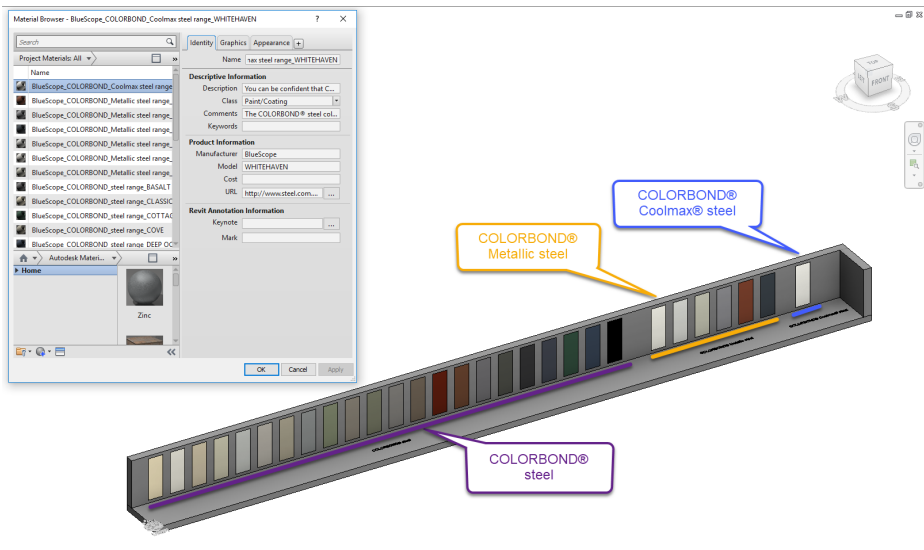 Material Browser - BlueScope_COLORBOND_Coolmax steel range_WHITEHAVEN
? X
Search
Project Materials: All
Name
BlueScope_COLORBOND_Coolmax steel range
BlueScope_COLORBOND_Metallic steel range_
BlueScope_COLORBOND_Metallic steel range_
BlueScope_COLORBOND_Metallic steel range_
BlueScope_COLORBOND_Metallic steel range_
BlueScope_COLORBOND_Metallic steel range_
BlueScope_COLORBOND_Metallic steel range_
BlueScope_COLORBOND_steel range_BASALT
BlueScope_COLORBOND_steel range_CLASSIC
BlueScope_COLORBOND_steel range_COTTAG
BlueScope_COLORBOND_steel range_COVE
BlueScope_COLORBOND_steel range_DEEP OC
Autodesk Materi...
Home
Zinc
Identity Graphics Appearance +
Name max steel range_WHITEHAVEN
Descriptive Information
Description You can be confident that C...
Class Paint/Coating
Comments The COLORBOND® steel col...
Keywords
Product Information
Manufacturer BlueScope
Model WHITEHAVEN
Cost
URL http://www.steel.com.... ...
Revit Annotation Information
Keynote ...
Mark
OK Cancel Apply
TOP
LEFT FRONT
COLORBOND®
Coolmax® steel
COLORBOND®
Metallic steel
COLORBOND®
steel